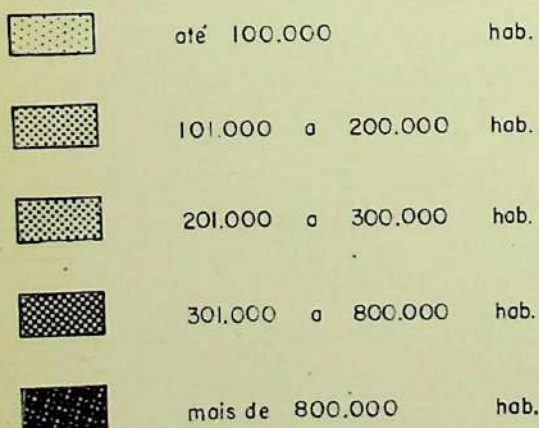 até 100.000 hab.
101.000 a 200.000 hab.
201.000 a 300.000 hab.
301.000 a 800.000 hab.
mais de 800.000 hab.